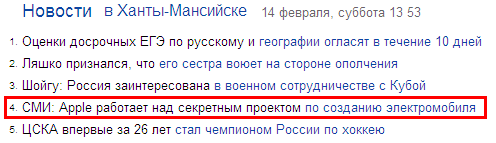 Новости в Ханты-Мансийске 14 февраля, суббота 13 53
1. Оценки досрочных ЕГЭ по русскому и географии огласят в течение 10 дней
2. Ляшко признался, что его сестра воюет на стороне ополчения
3. Шойгу: Россия заинтересована в военном сотрудничестве с Кубой
4. СМИ: Apple работает над секретным проектом по созданию электромобиля
5. ЦСКА впервые за 26 лет стал чемпионом России по хоккею